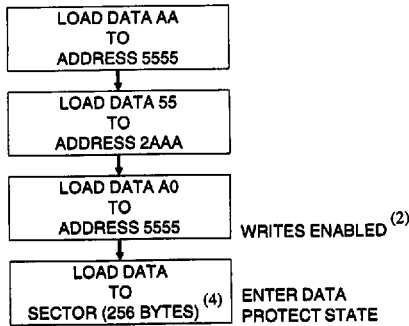 LOAD DATA AA
TO
ADDRESS 5555
LOAD DATA 55
TO
ADDRESS 2AAA
LOAD DATA A0
TO
ADDRESS 5555
WRITES ENABLED (2)
LOAD DATA
TO
SECTOR (256 BYTES) (4)
ENTER DATA
PROTECT STATE